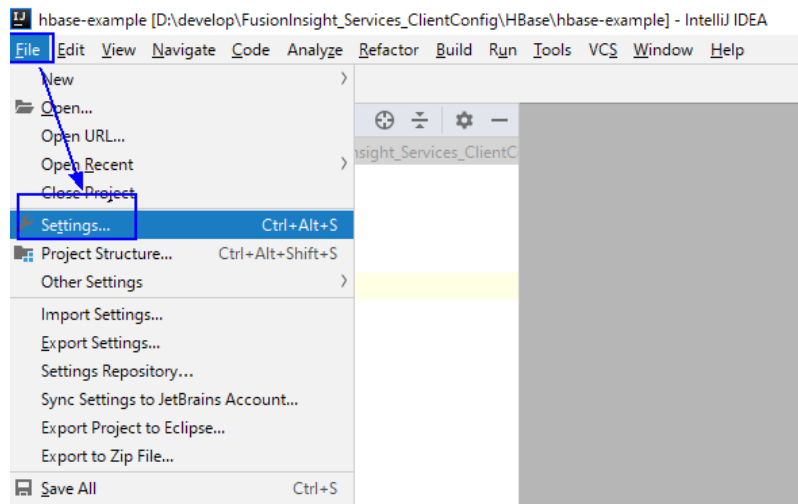 IJ hbase-example [D:\develop\FusionInsight_Services_ClientConfig\HBase\hbase-example] - IntelliJ IDEA
File Edit View Navigate Code Analyze Refactor Build Run Tools VCS Window Help
New
Open...
Open URL...
nsight_Services_ClientC
Open Recent
Close Project
Settings... Ctrl+Alt+S
Project Structure... Ctrl+Alt+Shift+S
Other Settings
Import Settings...
Export Settings...
Settings Repository...
Sync Settings to JetBrains Account...
Export Project to Eclipse...
Export to Zip File...
Save All Ctrl+S